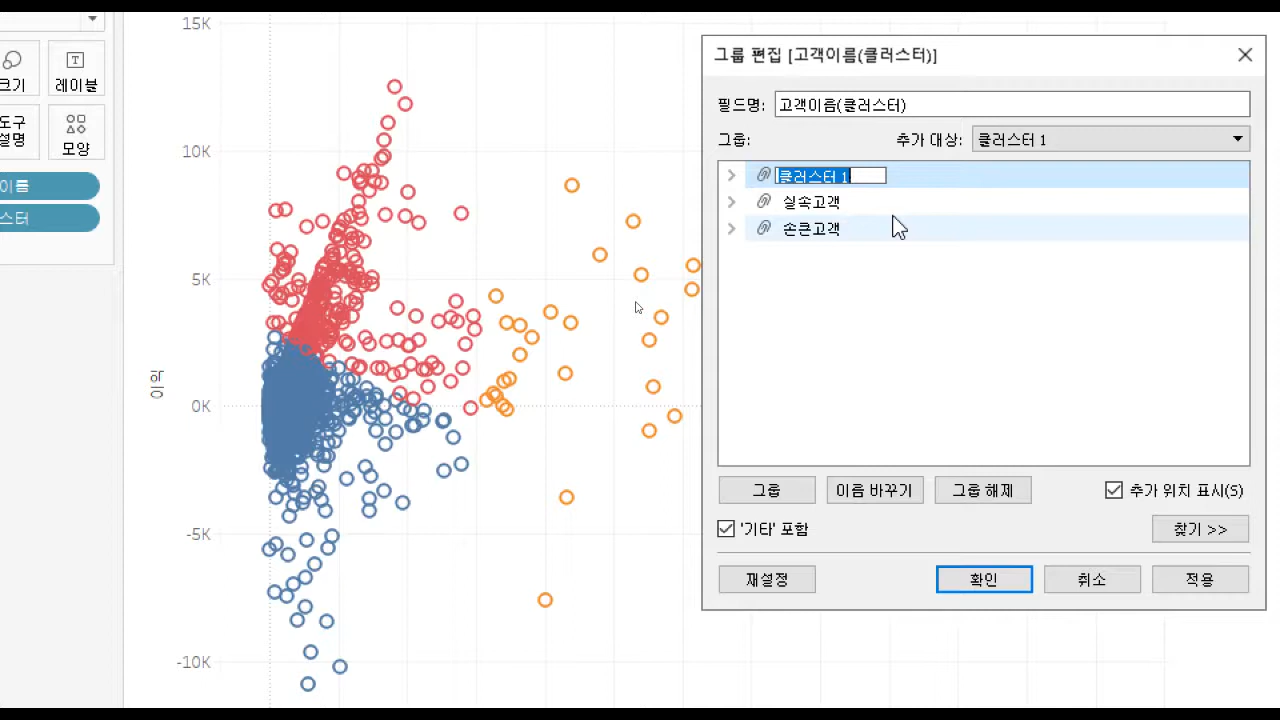 15K
10K
5K
0K
-5K
-10K
이익
크기
레이블
도구
설명
모양
이름
스터
그룹 편집 [고객이름(클러스터)]
필드명: 고객이음(클러스터)
그룹: 추가 대상: 클러스터 1
클러스터 1
실속고객
손큰고객
그룹 이음 바꾸기 그룹 해제 추가 위치 표시(S)
'기타' 포함 찾기 >>
재설정 확인 취소 적용